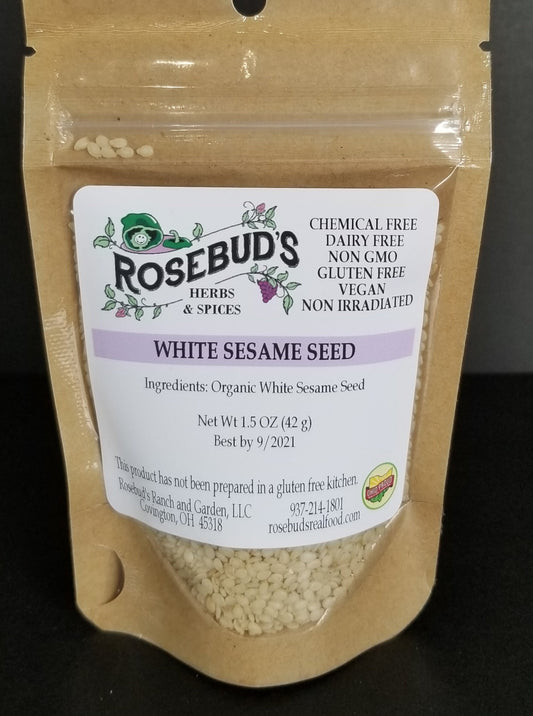 ROSEBUD'S
HERBS
& SPICES
CHEMICAL FREE
DAIRY FREE
NON GMO
GLUTEN FREE
VEGAN
NON IRRADIATED
WHITE SESAME SEED
Ingredients: Organic White Sesame Seed
Net Wt 1.5 OZ (42 g)
Best by 9/2021
This product has not been prepared in a gluten free kitchen.
Rosebud's Ranch and Garden, LLC
Covington, OH 45318
937-214-1801
rosebudsrealfood.com